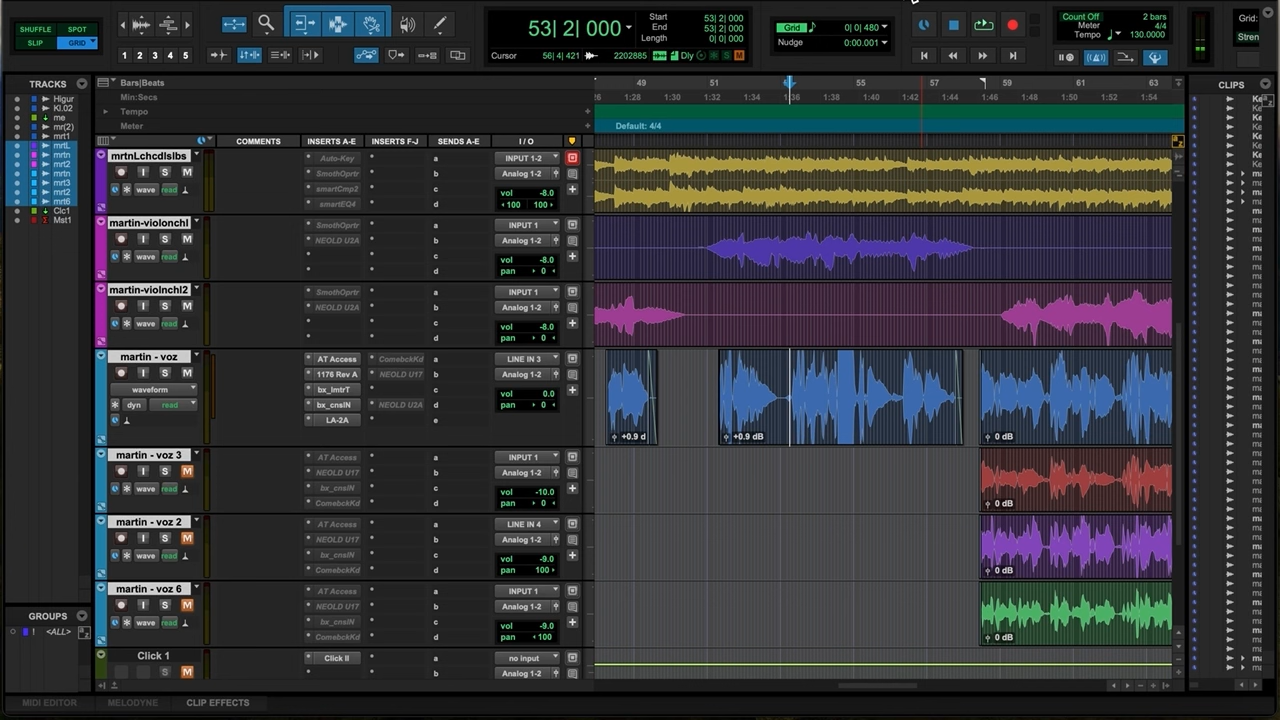 SHUFFLE SPOT
SLIP GRID
1 2 3 4 5
53| 2| 000
Start 53| 2| 000
End 53| 2| 000
Length 0| 0| 000
Cursor 56| 4| 421 2202885 Dly S M
Grid 0| 0| 480
Nudge 0:00.001
Count Off 2 bars
Meter 4/4
Tempo 130.0000
Grid:
Stren
TRACKS
Higur
Kl.02
me
mr(2)
mrt1
mrtL
mrtn
mrt2
mrtn
mrt3
mrt2
mrt6
Clc1
Mst1
GROUPS
1 <ALL>
Bars|Beats 49 51 55 57 59 61 63
Min:Secs 1:28 1:30 1:32 1:34 1:36 1:38 1:40 1:42 1:44 1:46 1:48 1:50 1:52 1:54
Tempo
Meter Default: 4/4
COMMENTS INSERTS A-E INSERTS F-J SENDS A-E I / O
CLIPS
mrtnLchcdlslbs Auto-Key a INPUT 1-2
I S M SmothOprtr b Analog 1-2
wave read smartCmp2 c vol -8.0
smartEQ4 d 100 100
martin-violonchl SmothOprtr a INPUT 1
I S M NEOLD U2A b Analog 1-2
wave read c vol -8.0
d pan 0
martin-violnchl2 SmothOprtr a INPUT 1
I S M NEOLD U2A b Analog 1-2
wave read c vol -8.0
d pan 0
martin - voz AT Access ComebckKd a LINE IN 3
I S M 1176 Rev A NEOLD U17 b Analog 1-2
waveform bx_lmtrT c vol 0.0
dyn read bx_cnslN NEOLD U2A d pan 0
LA-2A e
+0.9 d +0.9 dB 0 dB
martin - voz 3 AT Access a INPUT 1
I S M NEOLD U17 b Analog 1-2
wave read bx_cnslN c vol -10.0
ComebckKd d pan 0
0 dB
martin - voz 2 AT Access a LINE IN 4
I S M NEOLD U17 b Analog 1-2
wave read bx_cnslN c vol -9.0
ComebckKd d pan 100
0 dB
martin - voz 6 AT Access a INPUT 1
I S M NEOLD U17 b Analog 1-2
wave read bx_cnslN c vol -9.0
ComebckKd d pan 100
0 dB
Click 1 Click II a no input
S M b Analog 1-2
MIDI EDITOR MELODYNE CLIP EFFECTS